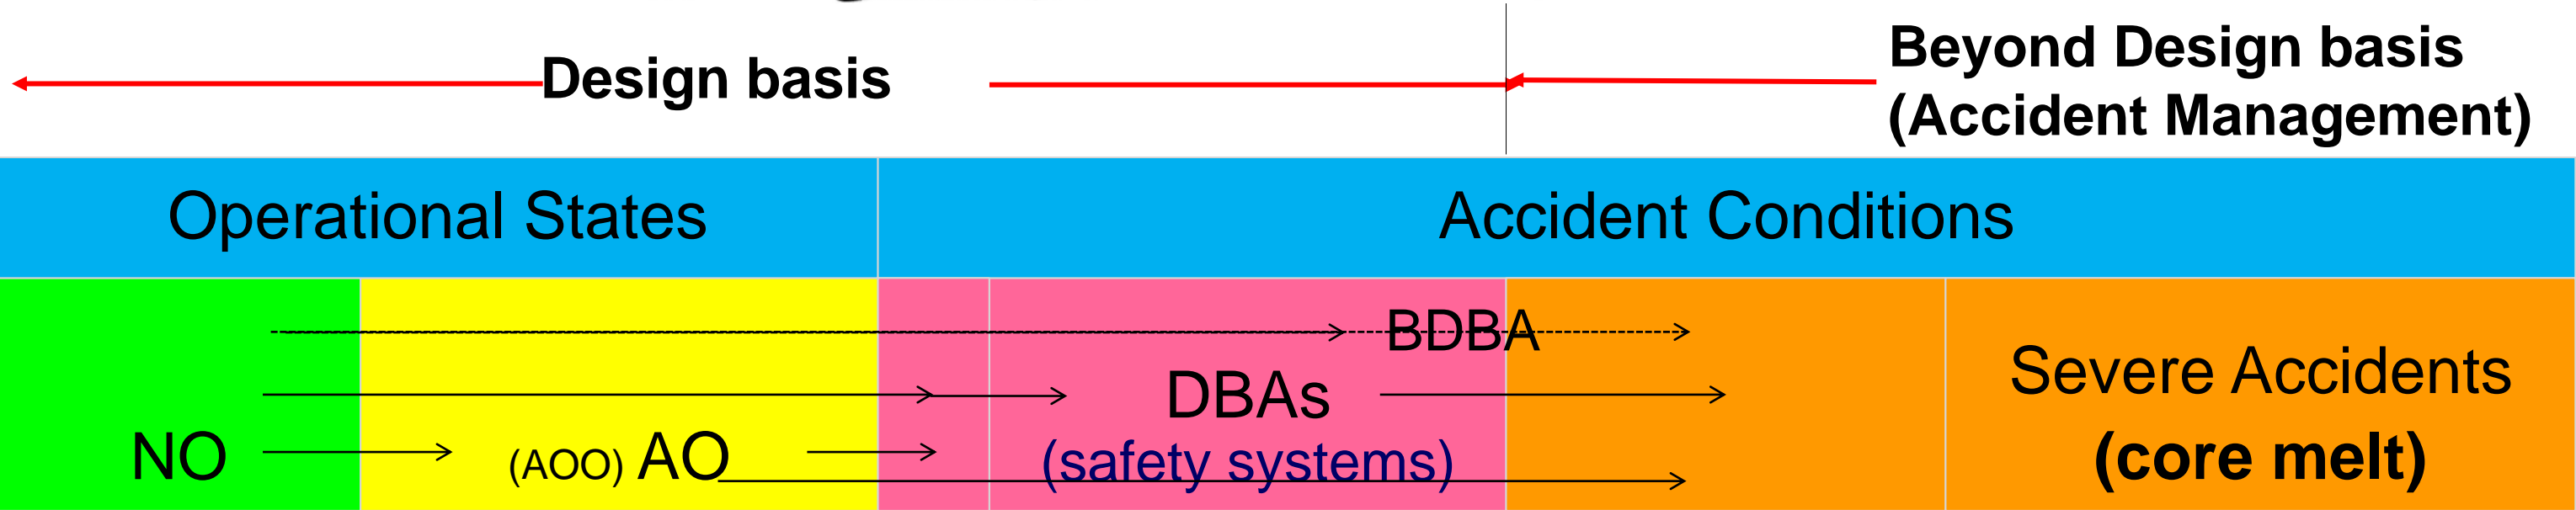 Design basis
Beyond Design basis
(Accident Management)
Operational States
Accident Conditions
BDBA
DBAs
Severe Accidents
NO
(AOO) AO
(safety systems)
(core melt)